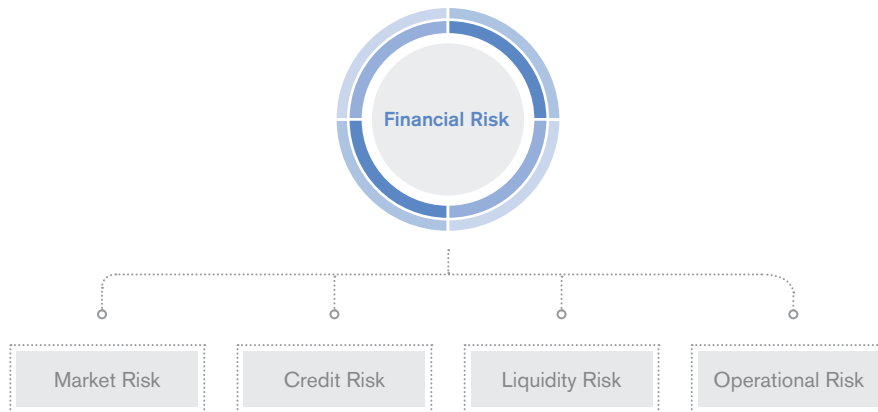 Financial Risk
Market Risk
Credit Risk
Liquidity Risk
Operational Risk